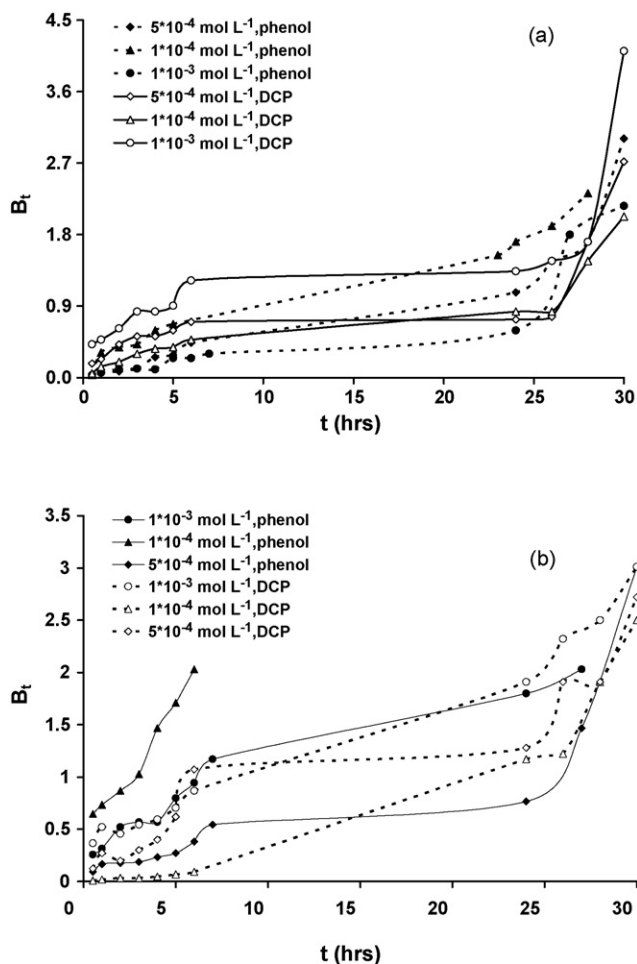 (a)
5*10⁻⁴ mol L⁻¹,phenol
1*10⁻⁴ mol L⁻¹,phenol
1*10⁻³ mol L⁻¹,phenol
5*10⁻⁴ mol L⁻¹,DCP
1*10⁻⁴ mol L⁻¹,DCP
1*10⁻³ mol L⁻¹,DCP
4.5
3.6
2.7
1.8
0.9
0.0
Bₜ
0 5 10 15 20 25 30
t (hrs)
(b)
1*10⁻³ mol L⁻¹,phenol
1*10⁻⁴ mol L⁻¹,phenol
5*10⁻⁴ mol L⁻¹,phenol
1*10⁻³ mol L⁻¹,DCP
1*10⁻⁴ mol L⁻¹,DCP
5*10⁻⁴ mol L⁻¹,DCP
3.5
3
2.5
2
1.5
1
0.5
0
Bₜ
0 5 10 15 20 25 30
t (hrs)